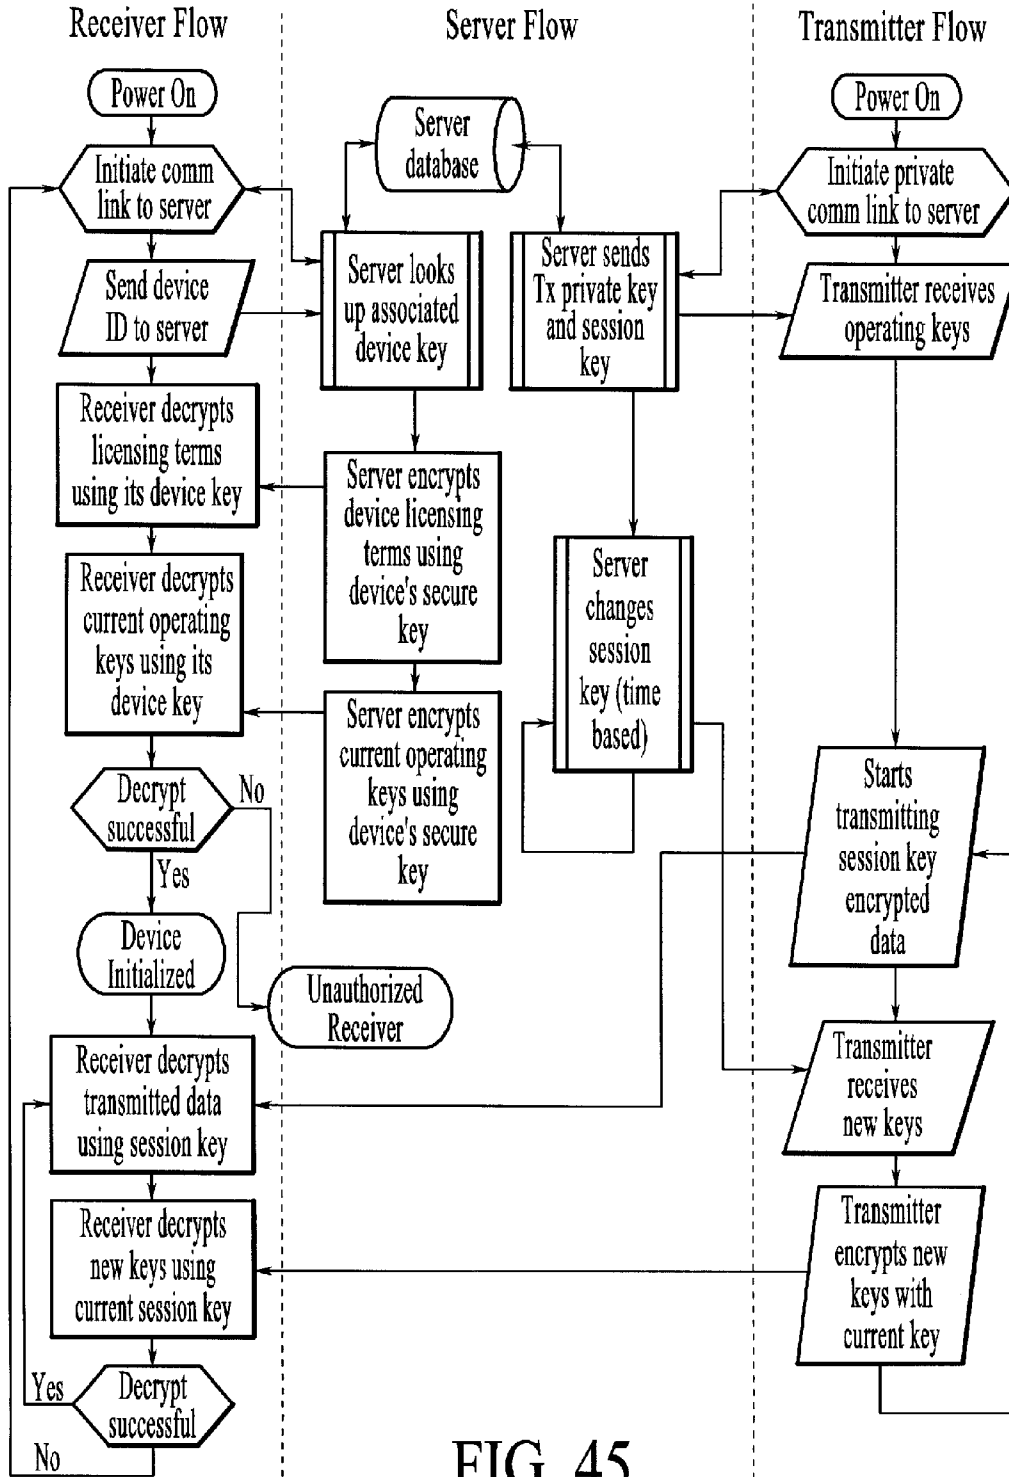 Receiver Flow
Server Flow
Transmitter Flow
Power On
Initiate comm
link to server
Send device
ID to server
Receiver decrypts
licensing terms
using its device key
Receiver decrypts
current operating
keys using its
device key
Decrypt
successful
No
Yes
Device
Initialized
Receiver decrypts
transmitted data
using session key
Receiver decrypts
new keys using
current session key
Yes
Decrypt
successful
No
Server
database
Server looks
up associated
device key
Server encrypts
device licensing
terms using
device's secure
key
Server encrypts
current operating
keys using
device's secure
key
Unauthorized
Receiver
Server sends
Tx private key
and session
key
Server
changes
session
key (time
based)
Power On
Initiate private
comm link to server
Transmitter receives
operating keys
Starts
transmitting
session key
encrypted
data
Transmitter
receives
new keys
Transmitter
encrypts new
keys with
current key
FIG. 45